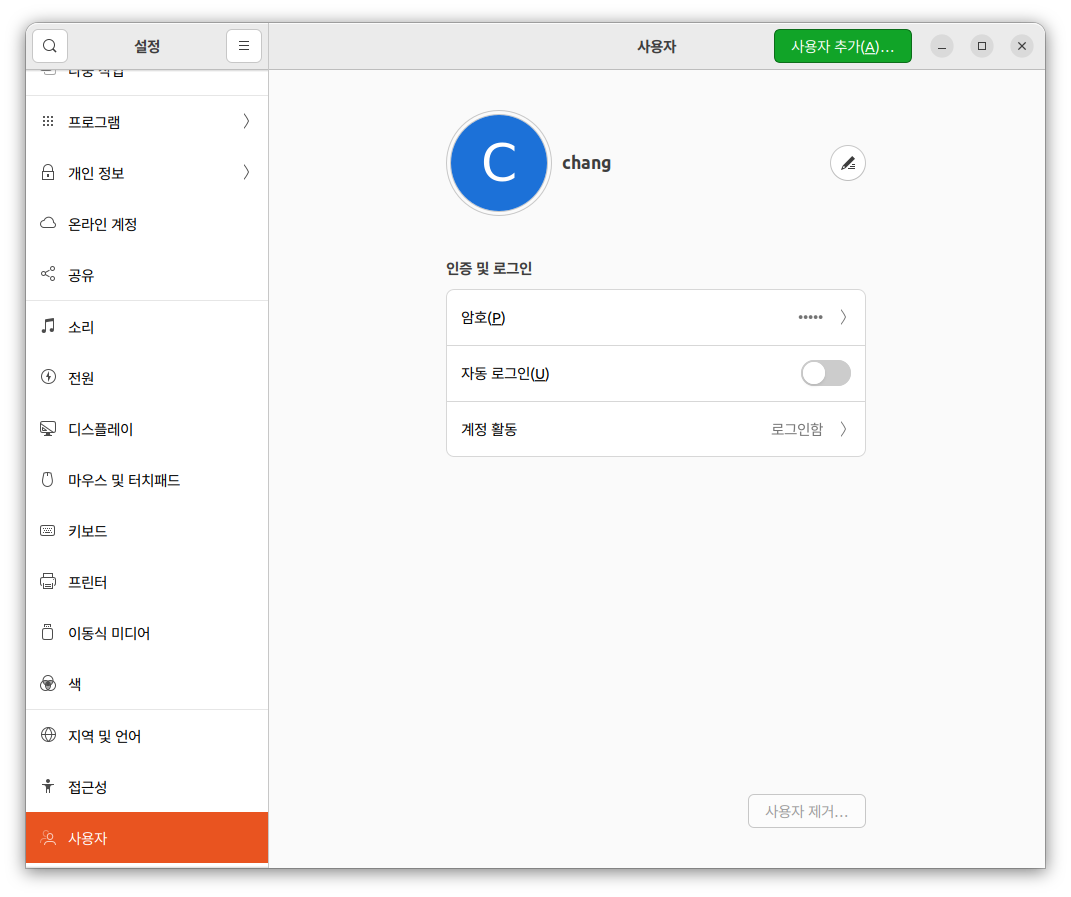 설정
사용자
사용자 추가(A)...
다중 작업
프로그램
개인 정보
온라인 계정
공유
소리
전원
디스플레이
마우스 및 터치패드
키보드
프린터
이동식 미디어
색
지역 및 언어
접근성
사용자
C
chang
인증 및 로그인
암호(P)
•••••
자동 로그인(U)
계정 활동
로그인함
사용자 제거...